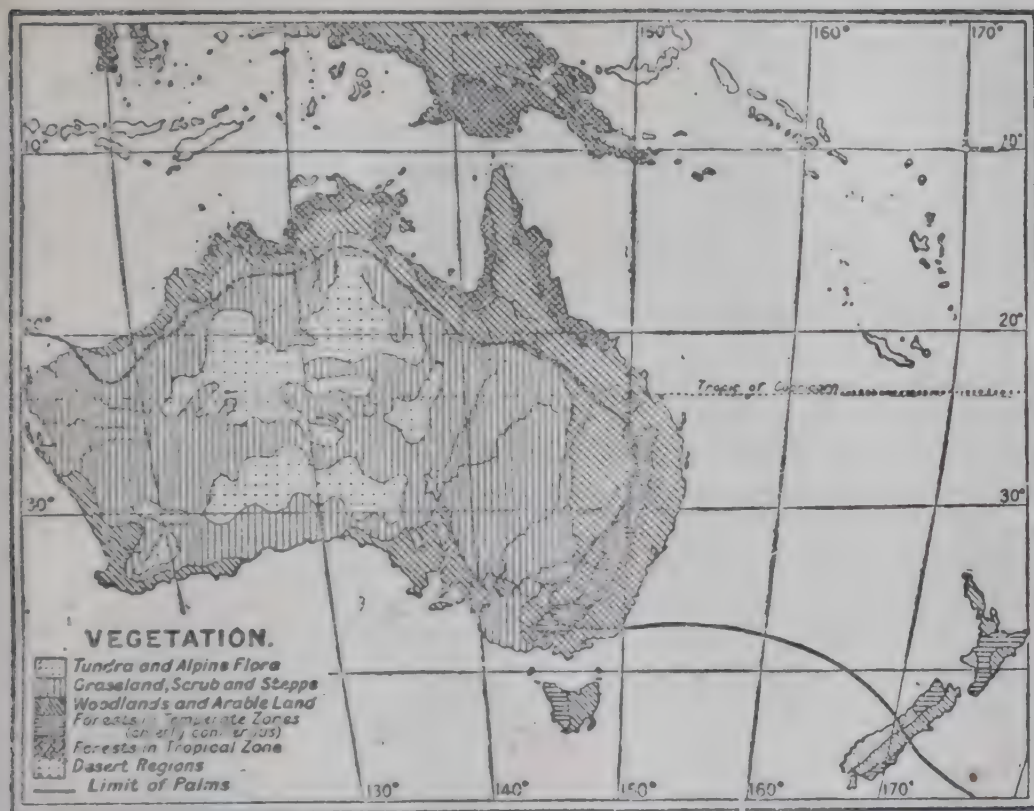 150°
160°
170°
10°
10°
20°
20°
Tropic of Capricorn
30°
30°
VEGETATION.
Tundra and Alpine Flora
Grassland, Scrub and Steppe
Woodlands and Arable Land
Forests in Temperate Zones
Forests in Tropical Zone
Desert Regions
Limit of Palms
130°
140°
150°
160°
170°